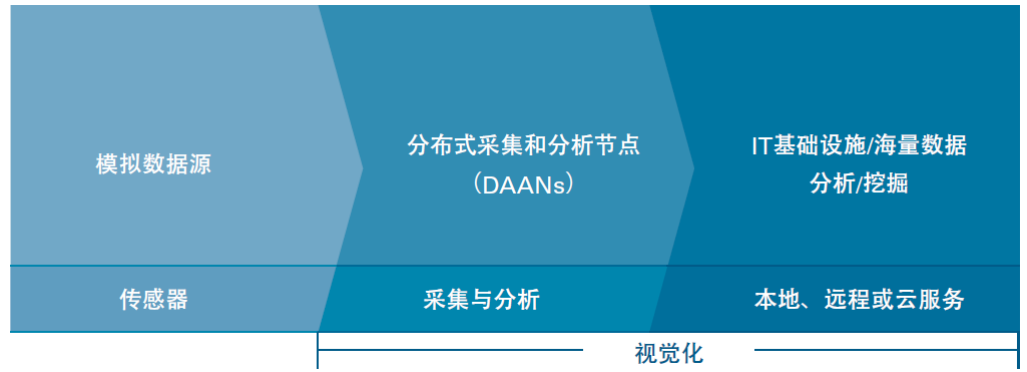 模拟数据源
分布式采集和分析节点
（DAANs）
IT基础设施/海量数据
分析/挖掘
传感器
采集与分析
本地、远程或云服务
视觉化